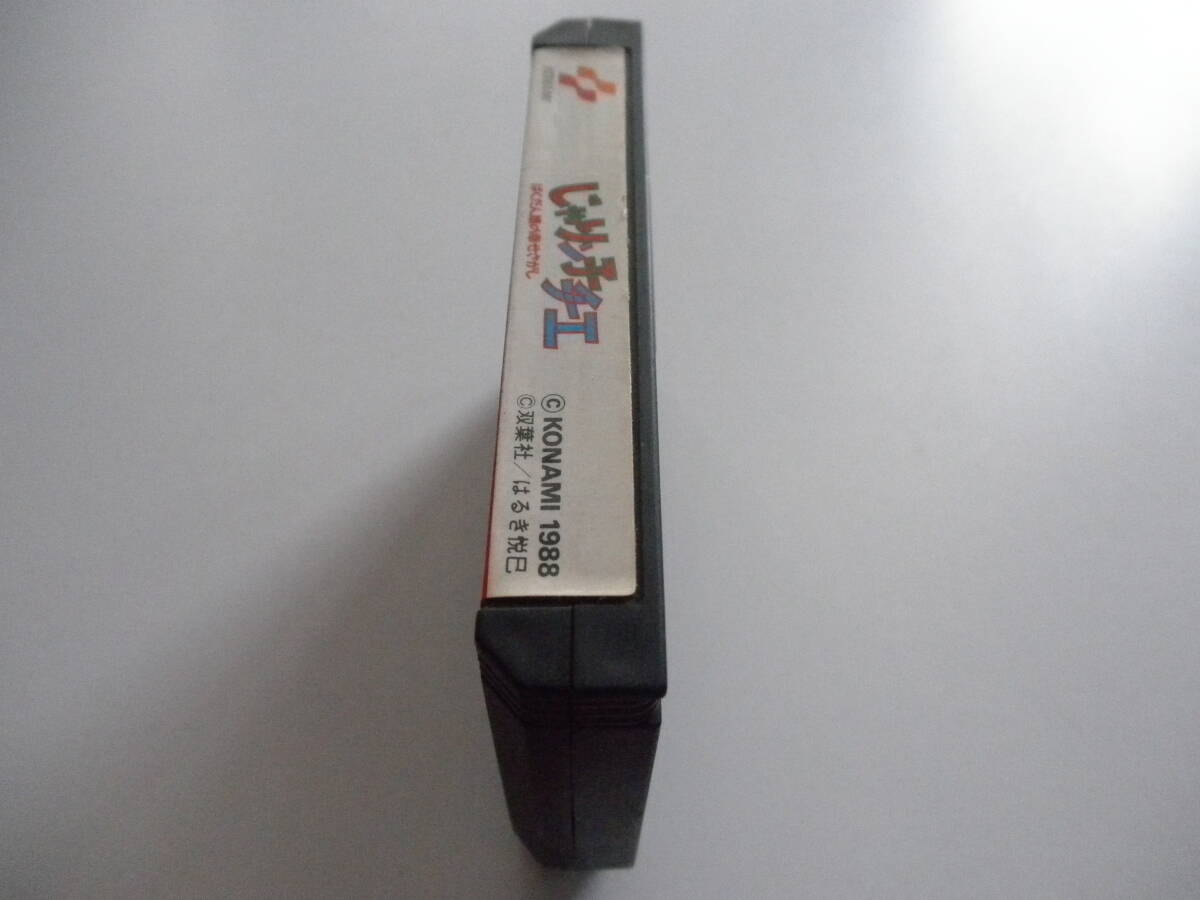 KONAMI
じゃりン子チエ
ばくだん娘の幸せさがし
© KONAMI 1988
©双葉社/はるき悦巳